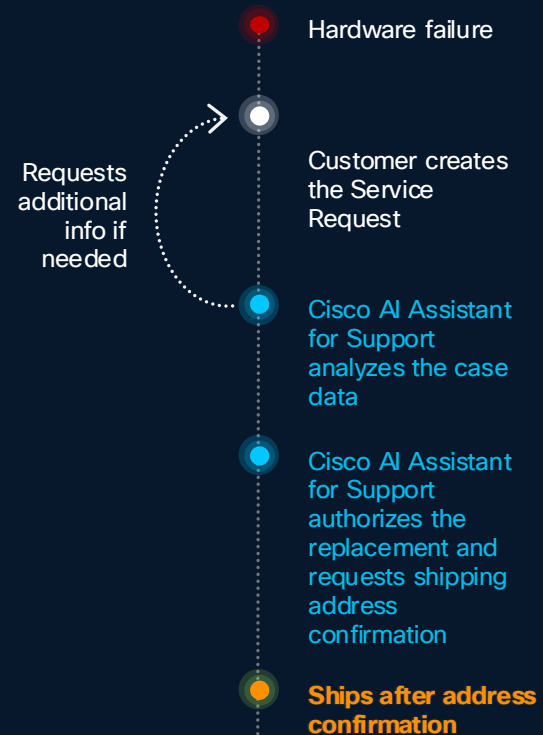 Hardware failure
Requests
additional
info if
needed
Customer creates
the Service
Request
Cisco AI Assistant
for Support
analyzes the case
data
Cisco AI Assistant
for Support
authorizes the
replacement and
requests shipping
address
confirmation
Ships after address
confirmation